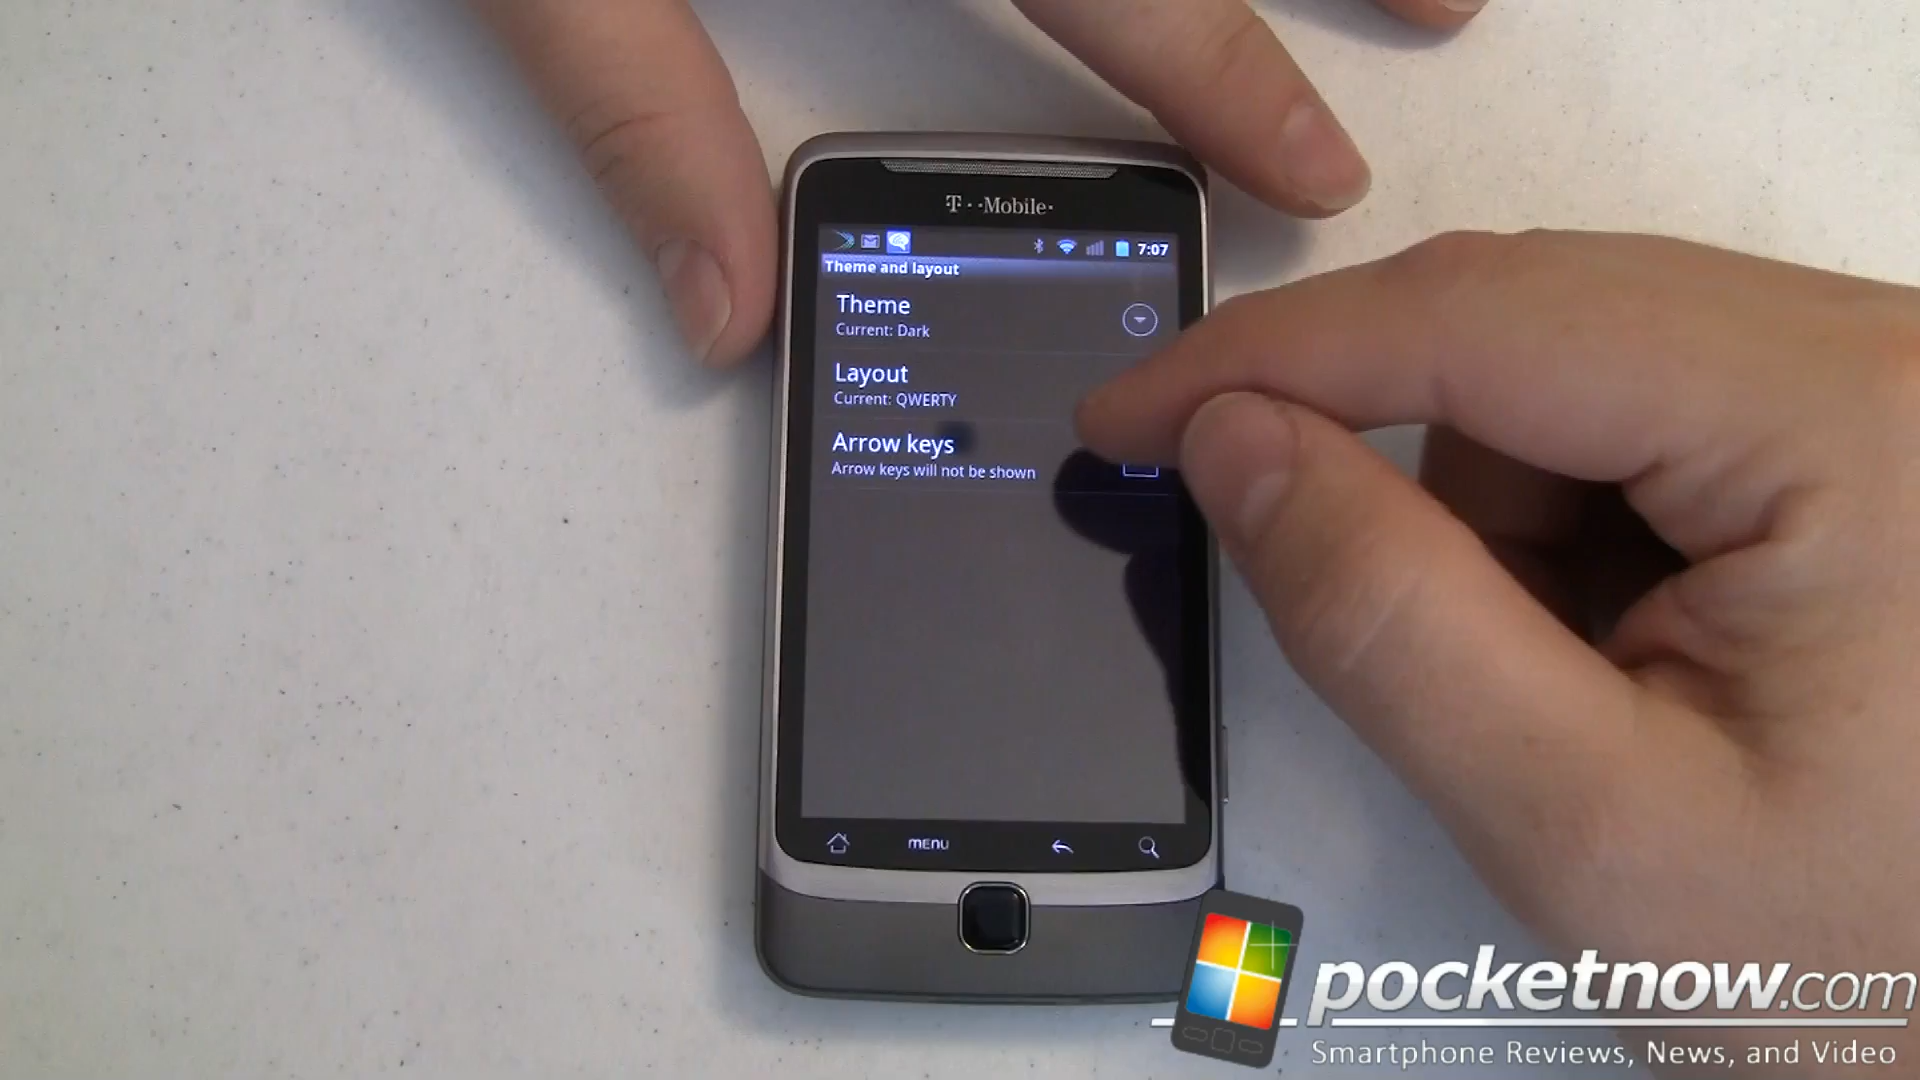 T··Mobile·
7:07
Theme and layout
Theme
Current: Dark
Layout
Current: QWERTY
Arrow keys
Arrow keys will not be shown
MENU
pocketnow.com
Smartphone Reviews, News, and Video